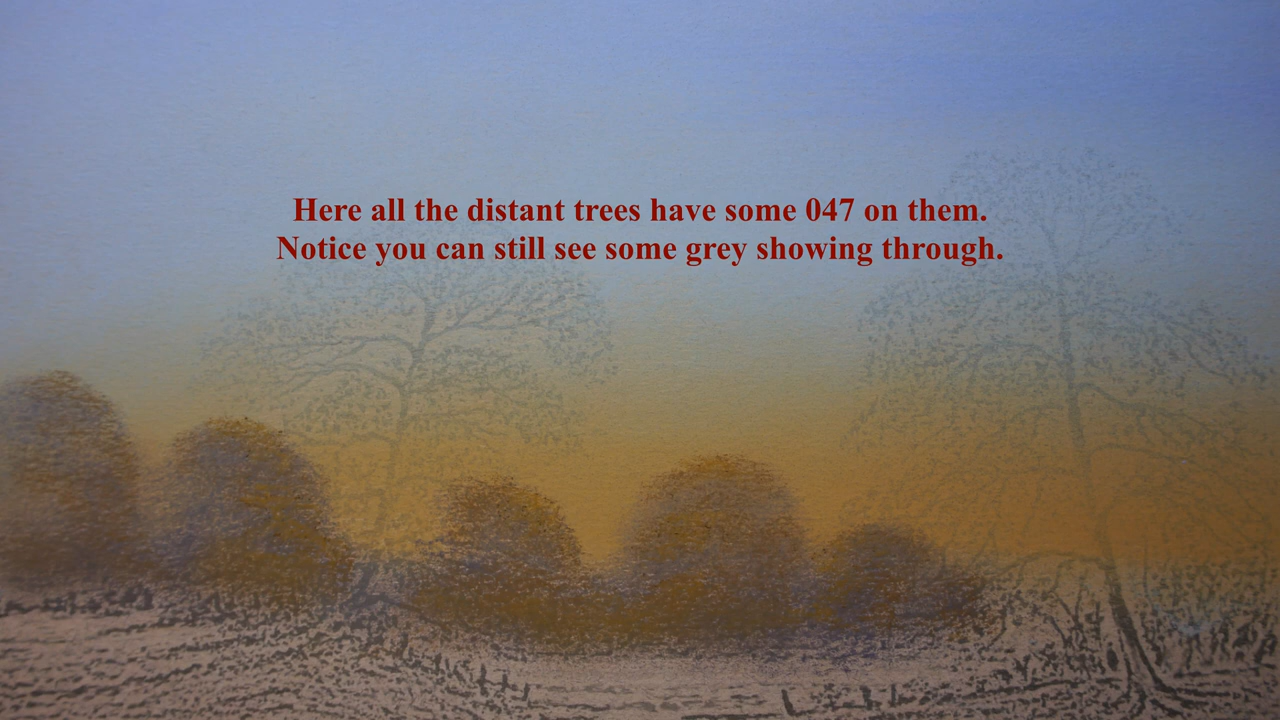 Here all the distant trees have some 047 on them.
Notice you can still see some grey showing through.